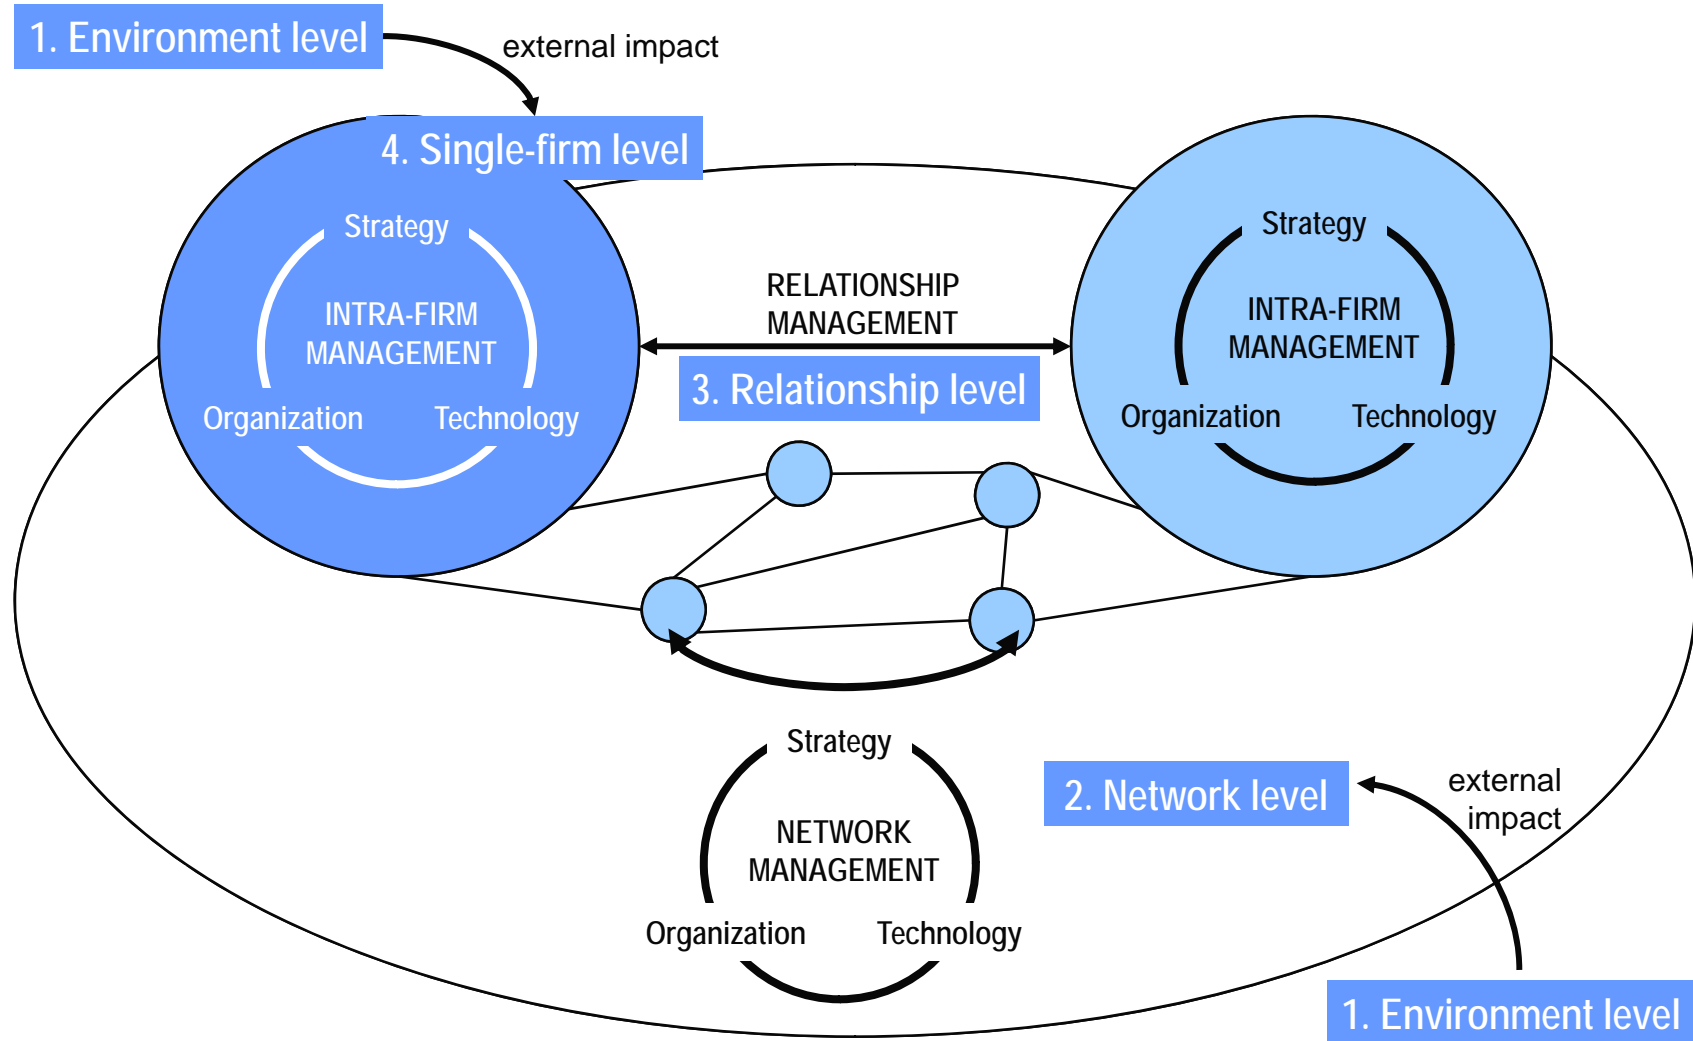 1. Environment level
external impact
4. Single-firm level
Strategy
INTRA-FIRM
MANAGEMENT
Organization
Technology
RELATIONSHIP
MANAGEMENT
3. Relationship level
Strategy
INTRA-FIRM
MANAGEMENT
Organization
Technology
Strategy
NETWORK
MANAGEMENT
Organization
Technology
2. Network level
external
impact
1. Environment level